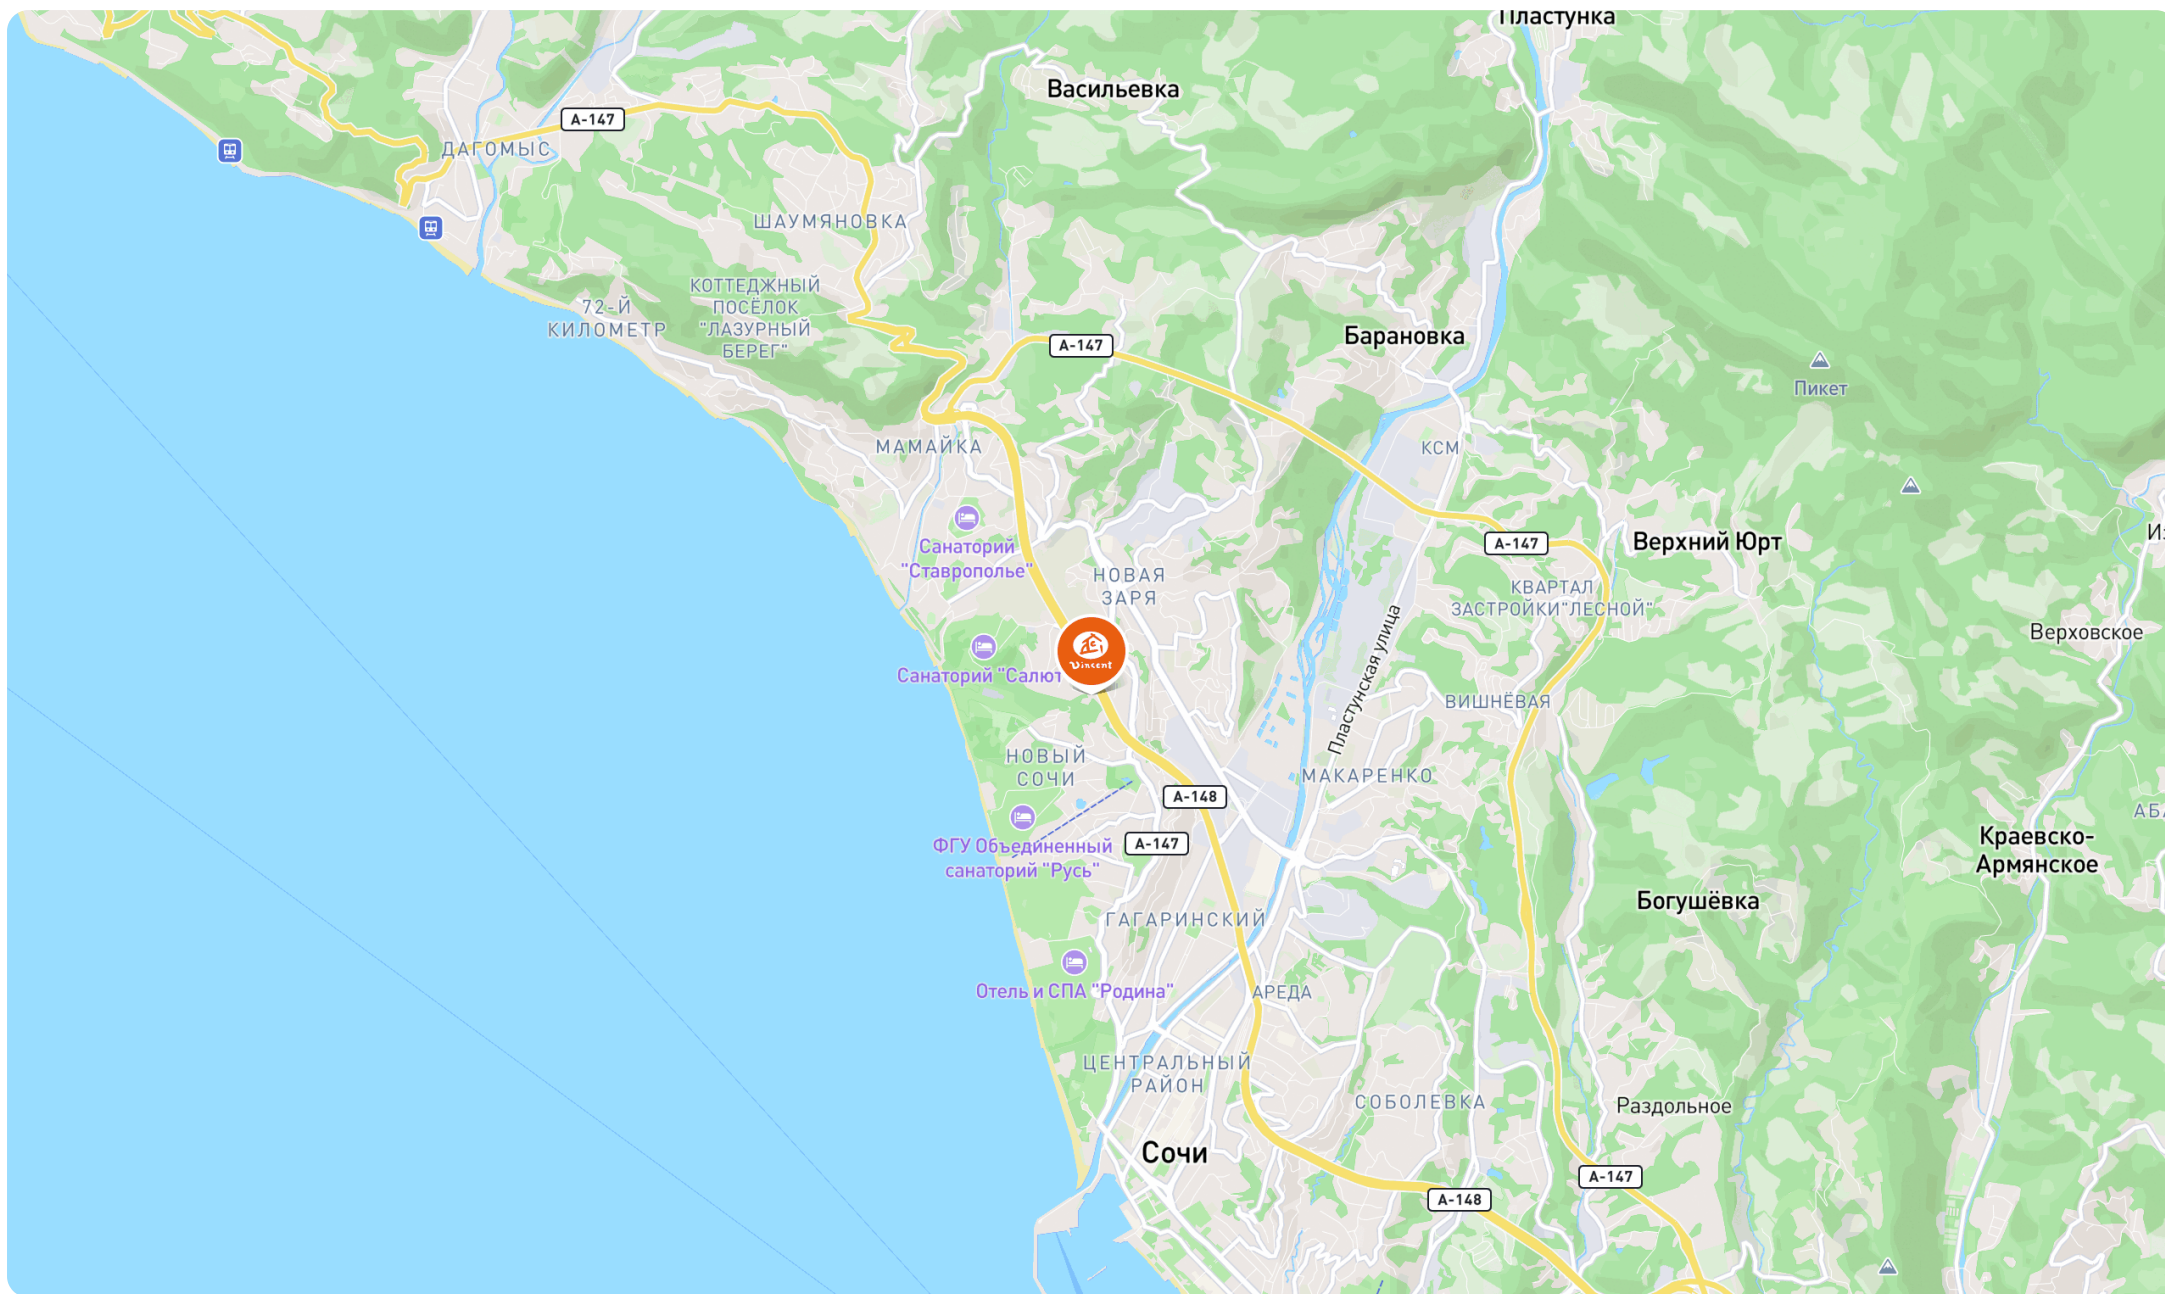 Пластунка
Васильевка
А-147
ДАГОМЫС
ШАУМЯНОВКА
КОТТЕДЖНЫЙ
ПОСЁЛОК
"ЛАЗУРНЫЙ
БЕРЕГ"
72-Й
КИЛОМЕТР
А-147
Барановка
Пикет
МАМАЙКА
КСМ
Санаторий
"Ставрополье"
А-147
Верхний Юрт
НОВАЯ
ЗАРЯ
КВАРТАЛ
ЗАСТРОЙКИ"ЛЕСНОЙ"
Верховское
Vincent
Санаторий "Салют
Пластунская улица
ВИШНЁВАЯ
НОВЫЙ
СОЧИ
МАКАРЕНКО
А-148
А-147
ФГУ Объединенный
санаторий "Русь"
Краевско-
Армянское
Богушёвка
ГАГАРИНСКИЙ
Отель и СПА "Родина"
АРЕДА
ЦЕНТРАЛЬНЫЙ
РАЙОН
СОБОЛЕВКА
Раздольное
Сочи
А-147
А-148